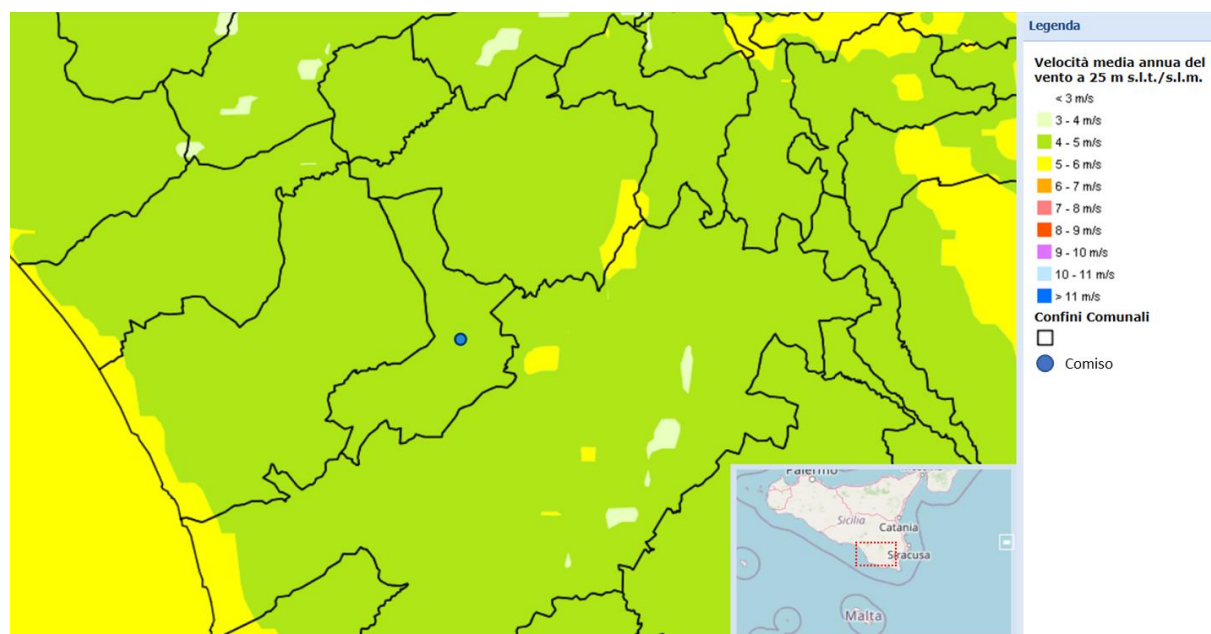 Legenda
Velocità media annua del
vento a 25 m s.l.t./s.l.m.
< 3 m/s
3 - 4 m/s
4 - 5 m/s
5 - 6 m/s
6 - 7 m/s
7 - 8 m/s
8 - 9 m/s
9 - 10 m/s
10 - 11 m/s
> 11 m/s
Confini Comunali
Comiso
Palermo
Sicilia
Catania
Siracusa
Malta